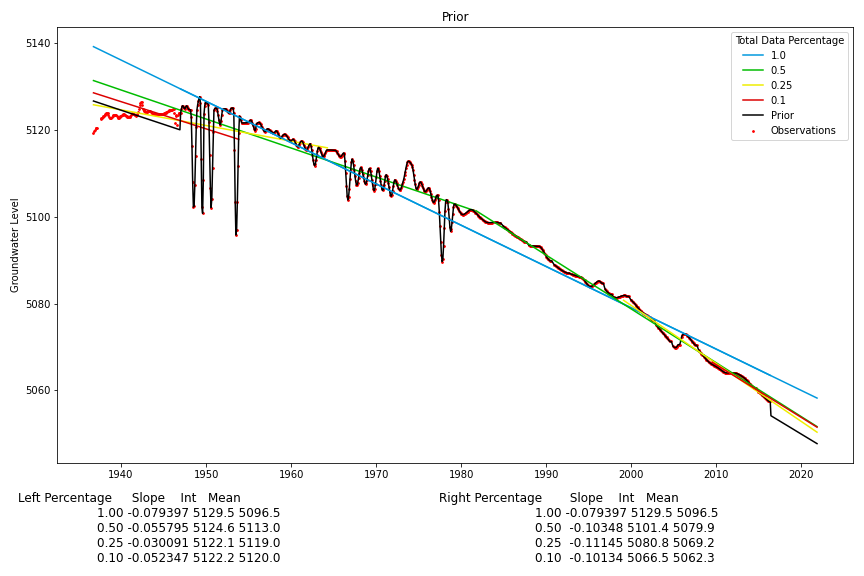 Prior
Total Data Percentage
1.0
0.5
0.25
0.1
Prior
Observations
Groundwater Level
5140
5120
5100
5080
5060
1940 1950 1960 1970 1980 1990 2000 2010 2020
Left Percentage Slope Int Mean
1.00 -0.079397 5129.5 5096.5
0.50 -0.055795 5124.6 5113.0
0.25 -0.030091 5122.1 5119.0
0.10 -0.052347 5122.2 5120.0
Right Percentage Slope Int Mean
1.00 -0.079397 5129.5 5096.5
0.50 -0.10348 5101.4 5079.9
0.25 -0.11145 5080.8 5069.2
0.10 -0.10134 5066.5 5062.3